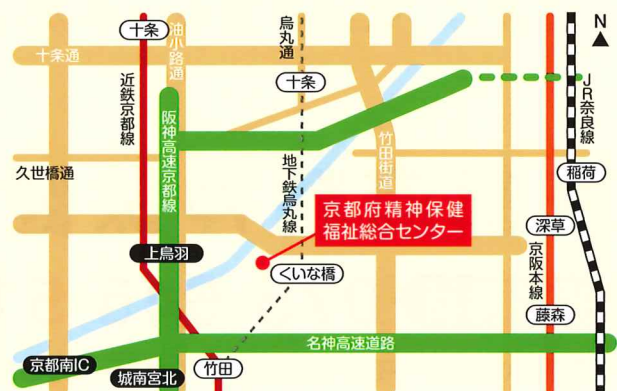 十条
油小路通
烏丸通
N
十条通
十条
近鉄京都線
阪神高速京都線
JR奈良線
竹田街道
地下鉄烏丸線
久世橋通
稲荷
京都府精神保健
福祉総合センター
深草
上鳥羽
京阪本線
くいな橋
藤森
名神高速道路
京都南IC
竹田
城南宮北